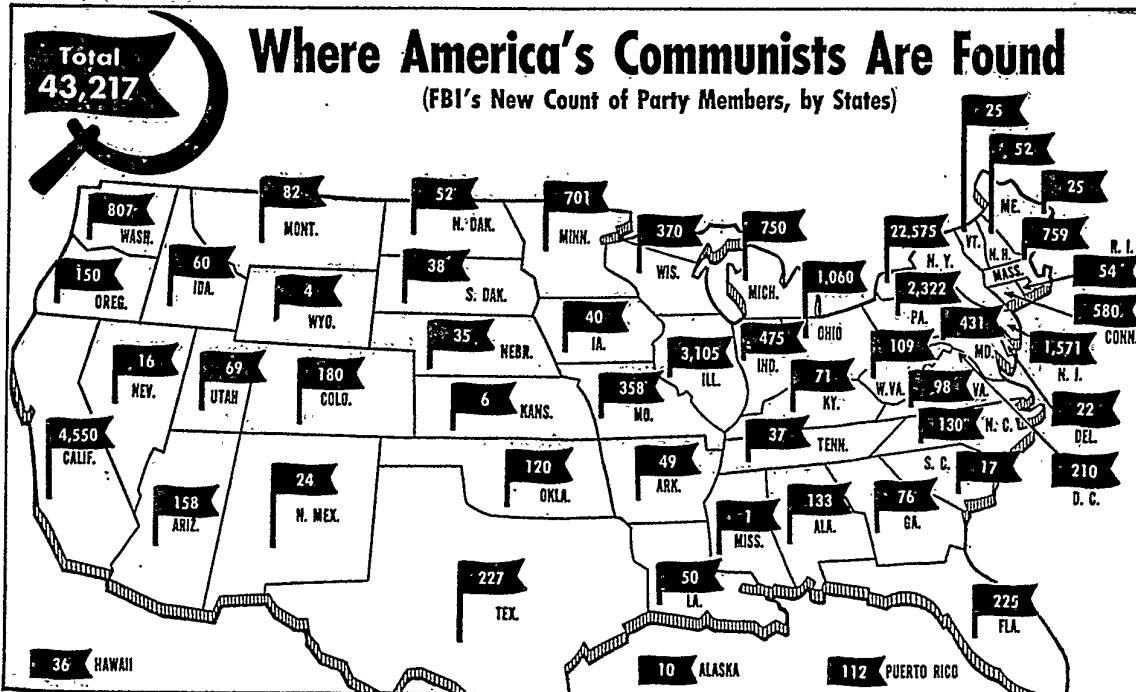 Total
43,217
Where America's Communists Are Found
(FBI's New Count of Party Members, by States)
25
VT.
52
N. H.
25
ME.
807
WASH.
82
MONT.
52
N. DAK.
701
MINN.
370
WIS.
750
MICH.
22,575
N. Y.
759
MASS.
R. I.
54
150
OREG.
60
IDA.
4
WYO.
38
S. DAK.
1,060
OHIO
2,322
PA.
580
CONN.
16
NEV.
69
UTAH
180
COLO.
35
NEBR.
40
IA.
3,105
ILL.
475
IND.
109
W. VA.
431
MD.
1,571
N. J.
4,550
CALIF.
6
KANS.
358
MO.
71
KY.
98
VA.
22
DEL.
158
ARIZ.
24
N. MEX.
120
OKLA.
49
ARK.
37
TENN.
130
N. C.
S. C.
17
210
D. C.
227
TEX.
50
LA.
1
MISS.
133
ALA.
76
GA.
225
FLA.
36 HAWAII
10 ALASKA
112 PUERTO RICO